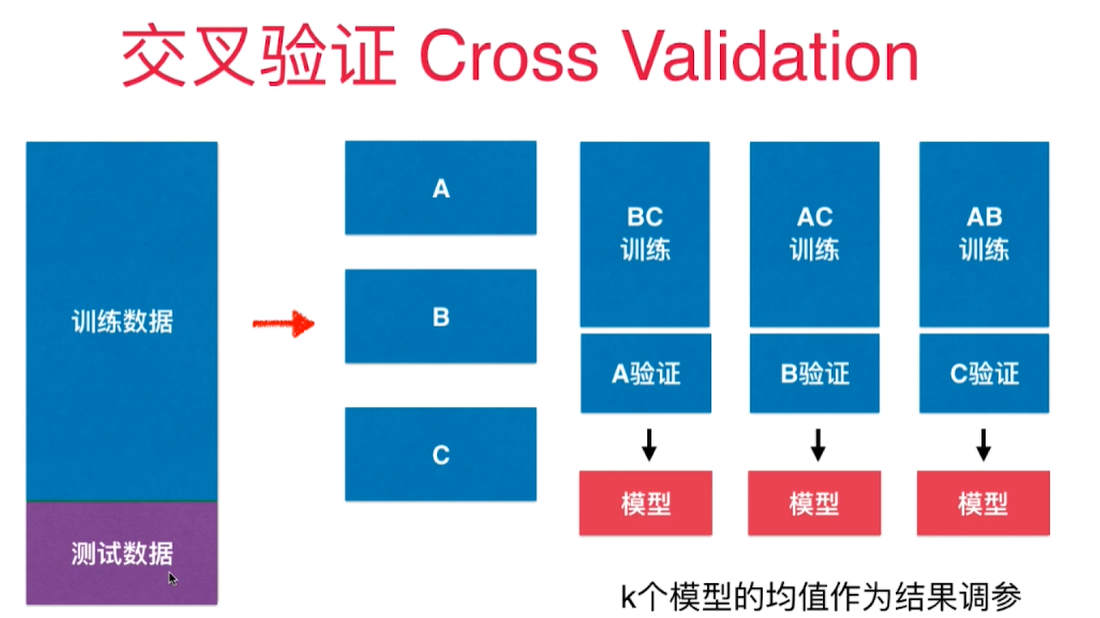 交叉验证 Cross Validation
训练数据
测试数据
A
B
C
BC
训练
A验证
模型
AC
训练
B验证
模型
AB
训练
C验证
模型
k个模型的均值作为结果调参